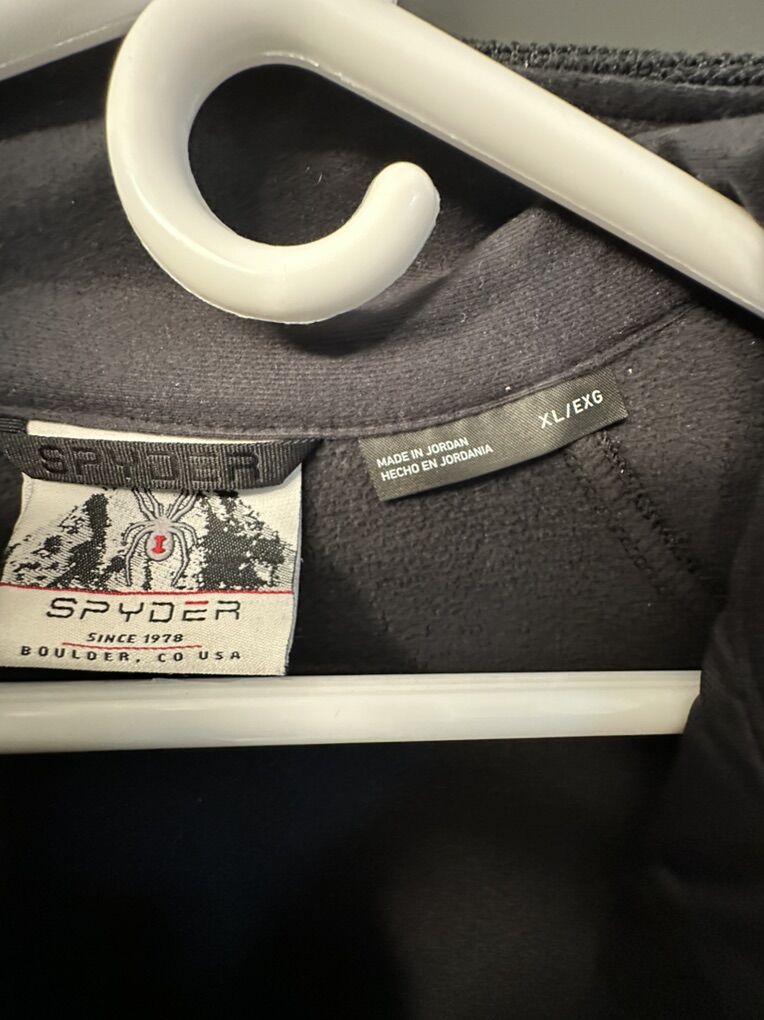 SPYDER
SPYDER
SINCE 1978
BOULDER, CO USA
MADE IN JORDAN
HECHO EN JORDANIA
XL/EXG